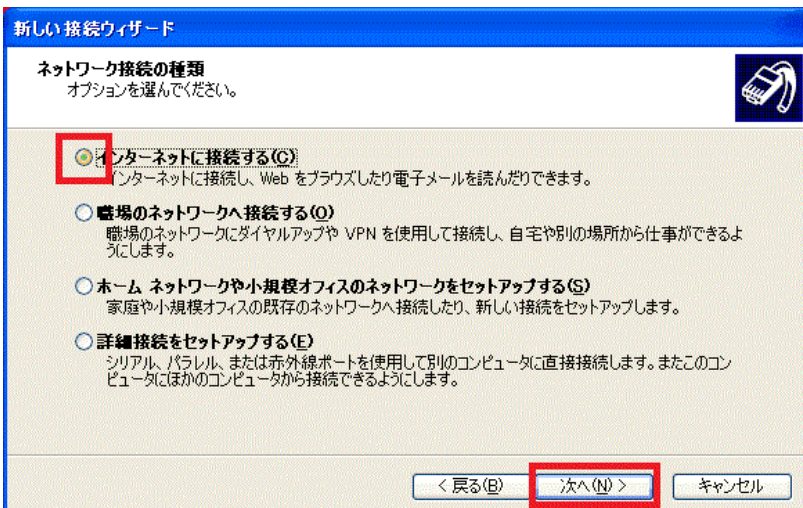 新しい接続ウィザード
ネットワーク接続の種類
オプションを選んでください。
インターネットに接続する(C)
インターネットに接続し、Web をブラウズしたり電子メールを読んだりできます。
職場のネットワークへ接続する(O)
職場のネットワークにダイヤルアップや VPN を使用して接続し、自宅や別の場所から仕事ができるよ
うにします。
ホーム ネットワークや小規模オフィスのネットワークをセットアップする(S)
家庭や小規模オフィスの既存のネットワークへ接続したり、新しい接続をセットアップします。
詳細接続をセットアップする(E)
シリアル、パラレル、または赤外線ポートを使用して別のコンピュータに直接接続します。またこのコン
ピュータにほかのコンピュータから接続できるようにします。
< 戻る(B) 次へ(N) > キャンセル